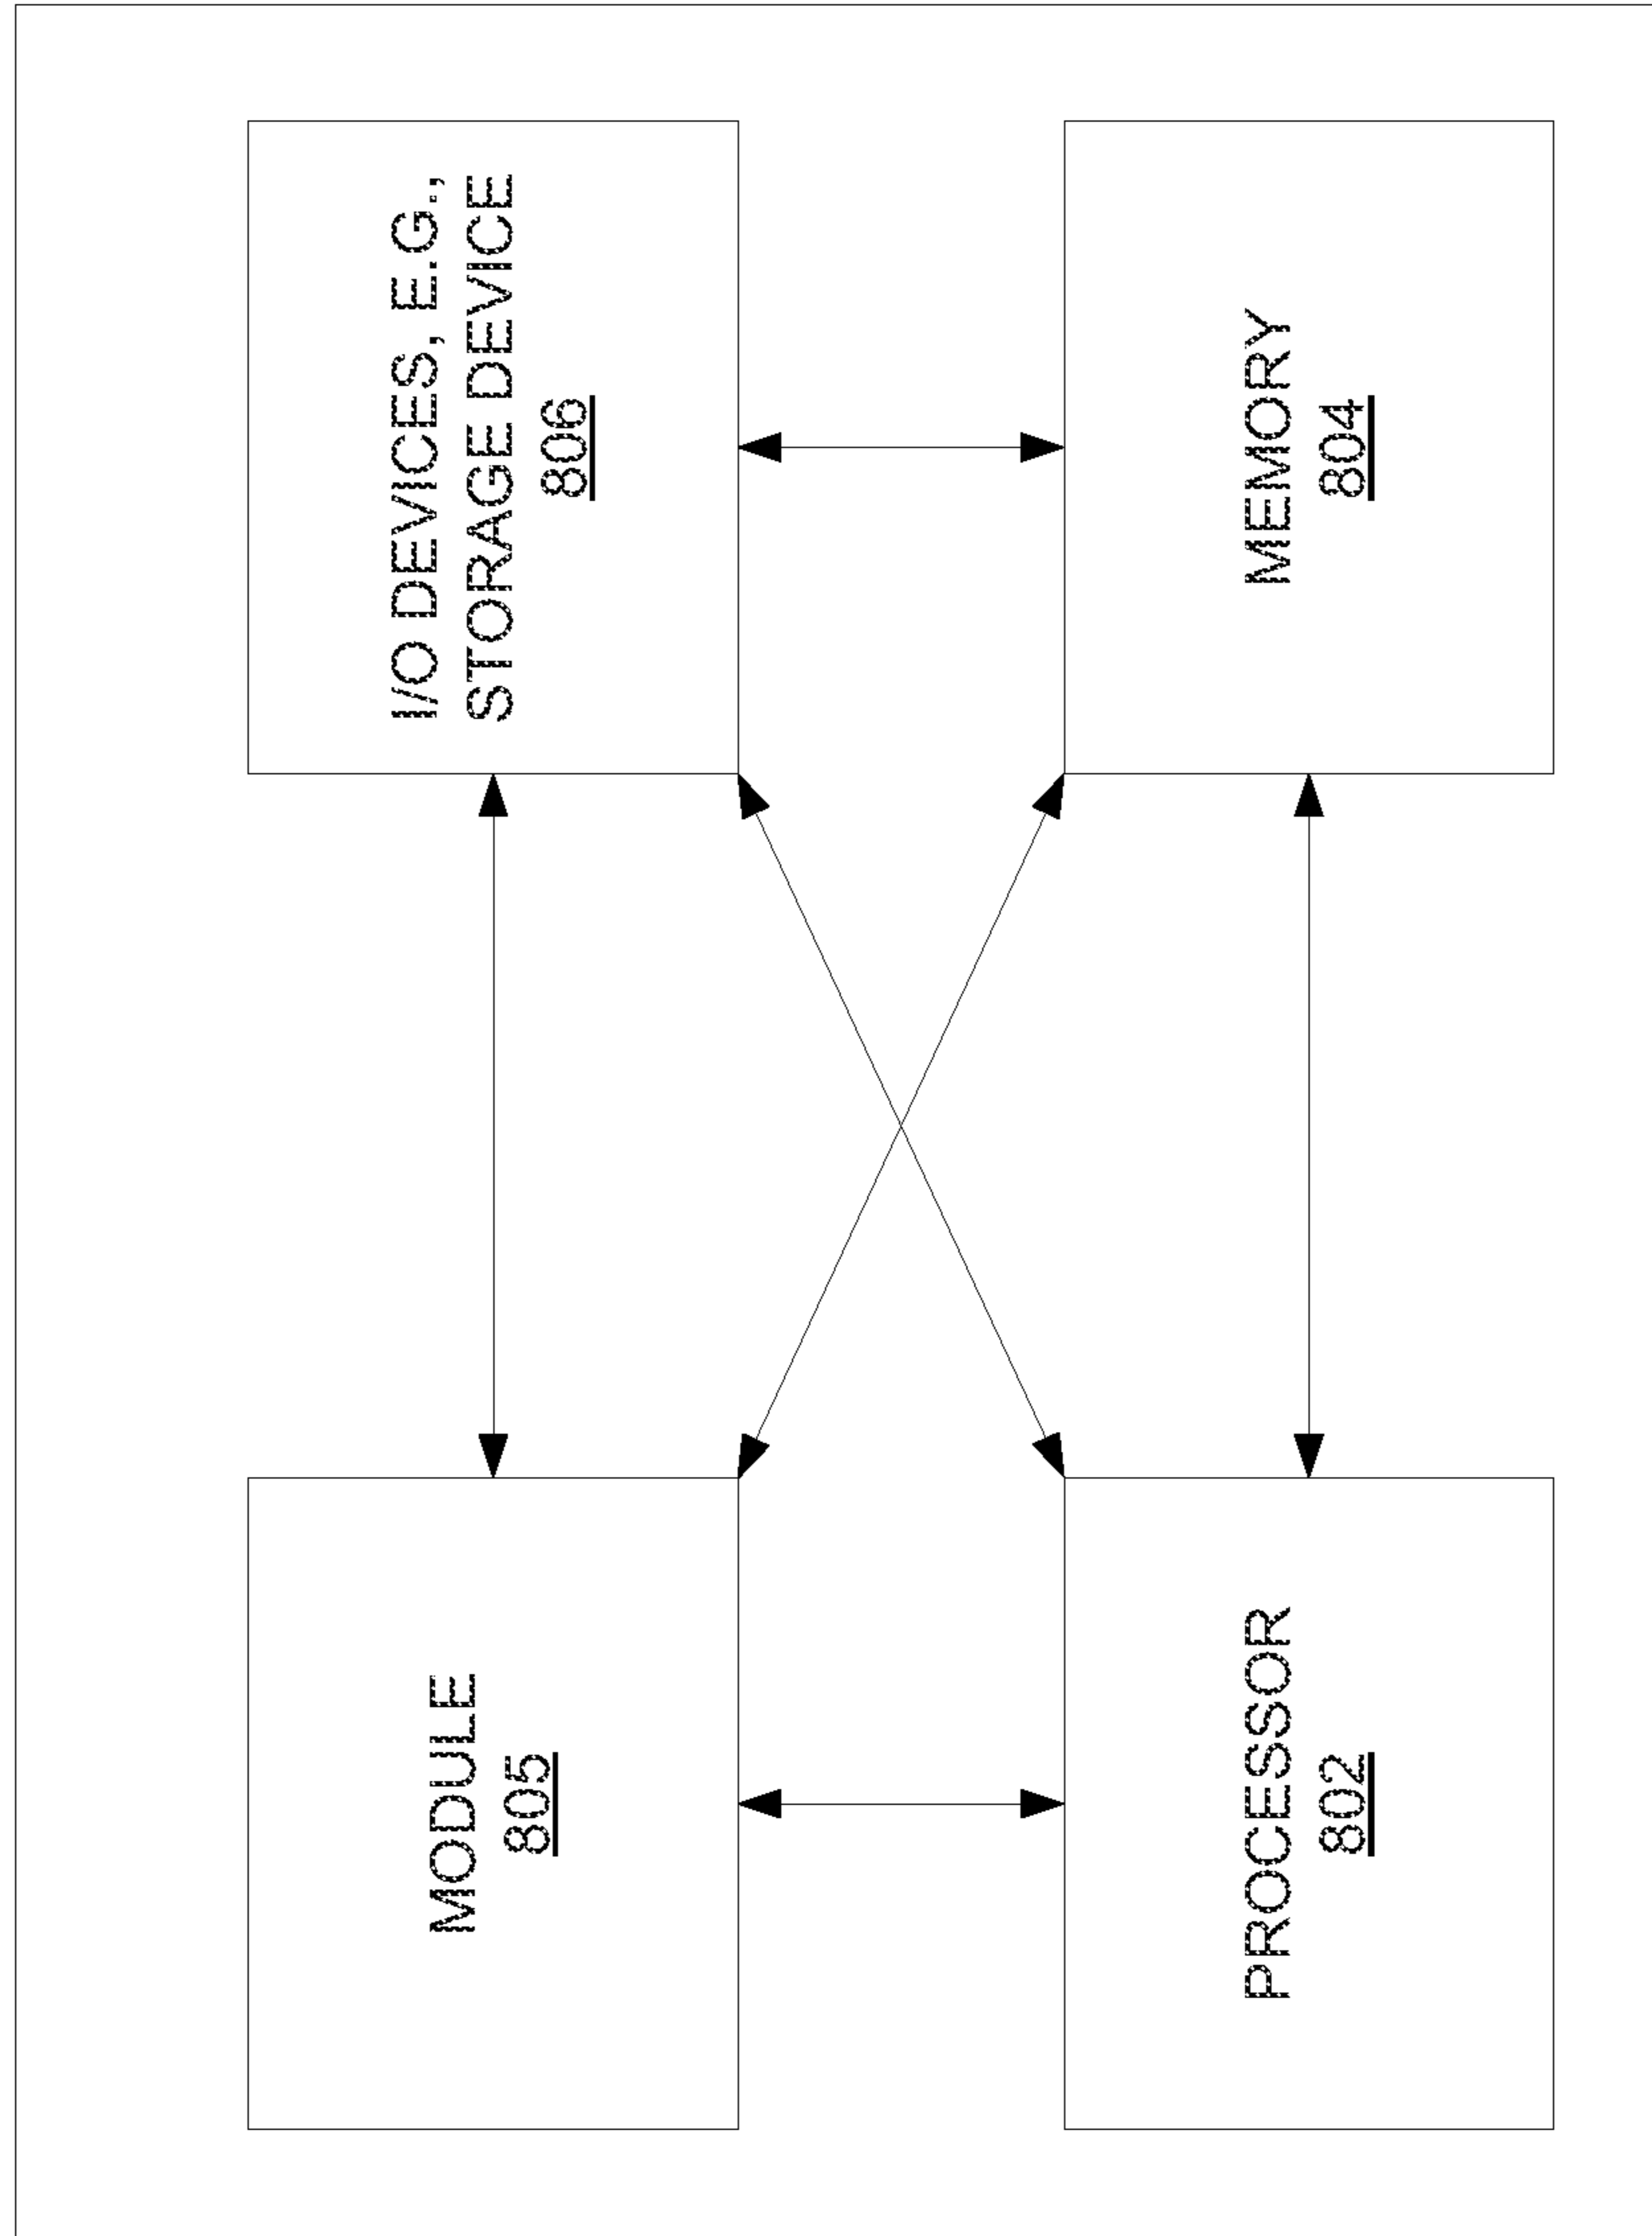 MODULE
805
I/O DEVICES, E.G.,
STORAGE DEVICE
806
PROCESSOR
802
MEMORY
804